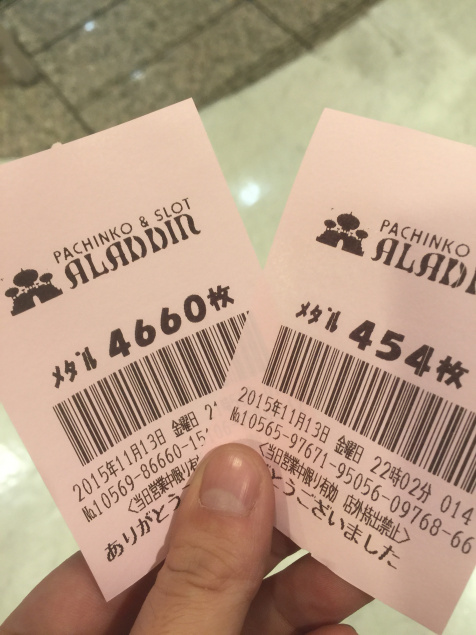 PACHINKO & SLOT
ALADDIN
メダル 4660枚
2015年11月13日 金曜日 2
№10569-86660-15
<当日営業中限り有効
ありがと
PACHINKO
ALADD
メダル 454枚
2015年11月13日 金曜日 22時02分 014
№10565-97671-95056-09768-66
<当日営業中限り有効 店外持出禁止>
とうございました